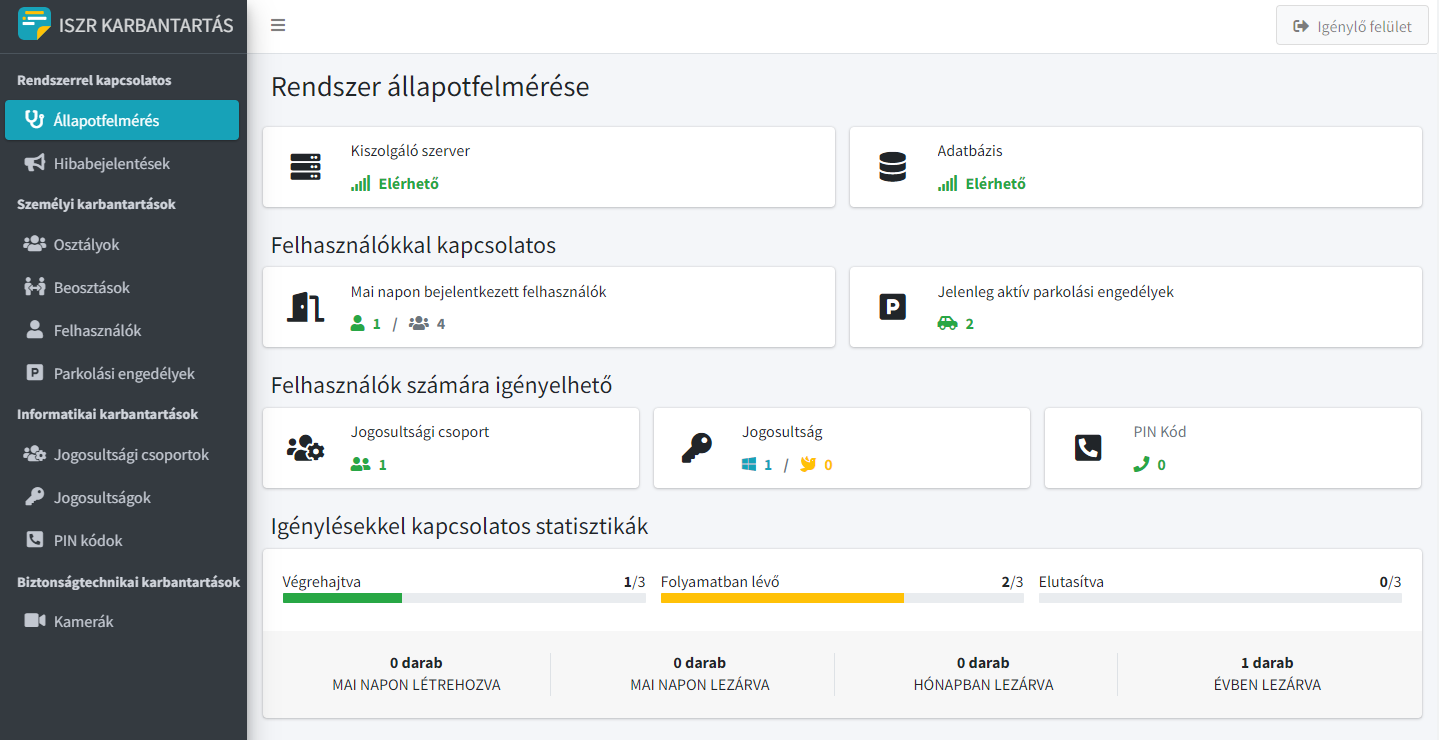 ISZR KARBANTARTÁS
Igénylő felület
Rendszerrel kapcsolatos
Állapotfelmérés
Hibabejelentések
Személyi karbantartások
Osztályok
Beosztások
Felhasználók
Parkolási engedélyek
Informatikai karbantartások
Jogosultsági csoportok
Jogosultságok
PIN kódok
Biztonságtechnikai karbantartások
Kamerák
Rendszer állapotfelmérése
Kiszolgáló szerver
Elérhető
Adatbázis
Elérhető
Felhasználókkal kapcsolatos
Mai napon bejelentkezett felhasználók
1 / 4
Jelenleg aktív parkolási engedélyek
P
2
Felhasználók számára igényelhető
Jogosultsági csoport
1
Jogosultság
1 / 0
PIN Kód
0
Igénylésekkel kapcsolatos statisztikák
Végrehajtva 1/3
Folyamatban lévő 2/3
Elutasítva 0/3
0 darab
MAI NAPON LÉTREHOZVA
0 darab
MAI NAPON LEZÁRVA
0 darab
HÓNAPBAN LEZÁRVA
1 darab
ÉVBEN LEZÁRVA